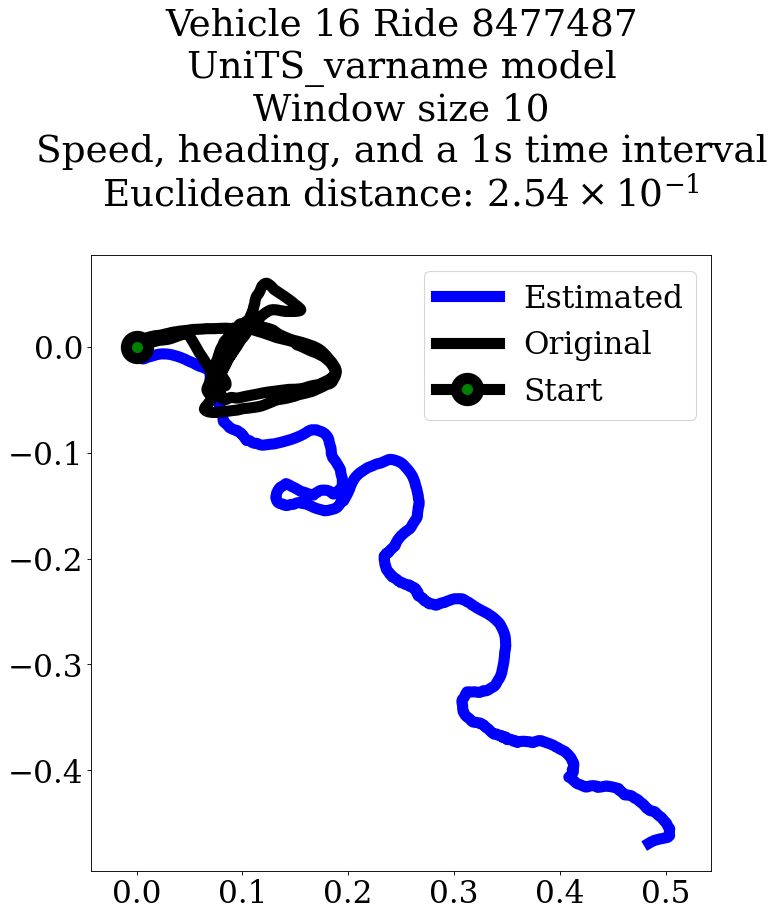 Vehicle 16 Ride 8477487
UniTS_varname model
Window size 10
Speed, heading, and a 1s time interval
Euclidean distance: 2.54 × 10⁻¹
Estimated
Original
Start
0.0
−0.1
−0.2
−0.3
−0.4
0.0 0.1 0.2 0.3 0.4 0.5